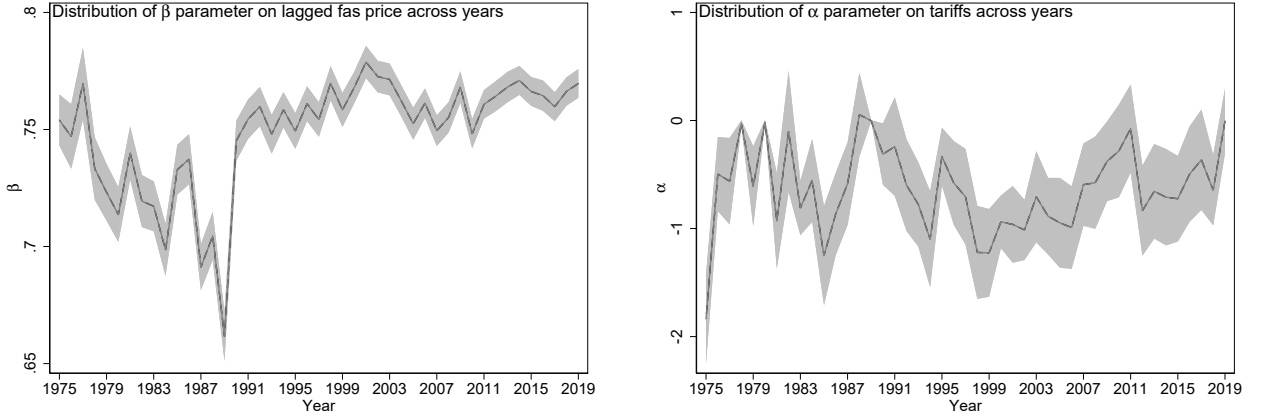 Distribution of β parameter on lagged fas price across years
.8
.75
.7
.65
β
1975 1979 1983 1987 1991 1995 1999 2003 2007 2011 2015 2019
Year
Distribution of α parameter on tariffs across years
1
0
-1
-2
α
1975 1979 1983 1987 1991 1995 1999 2003 2007 2011 2015 2019
Year